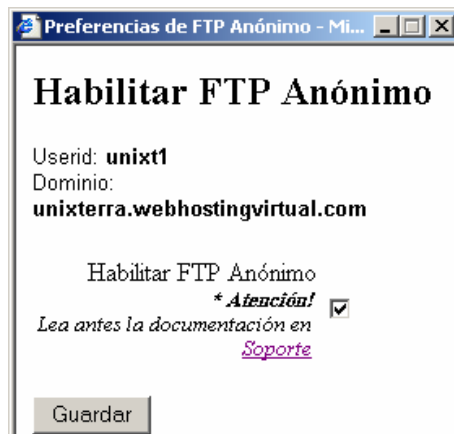 Preferencias de FTP Anónimo - Mi...
Habilitar FTP Anónimo
Userid: unixt1
Dominio:
unixterra.webhostingvirtual.com
Habilitar FTP Anónimo
* Atención!
Lea antes la documentación en
Soporte
Guardar